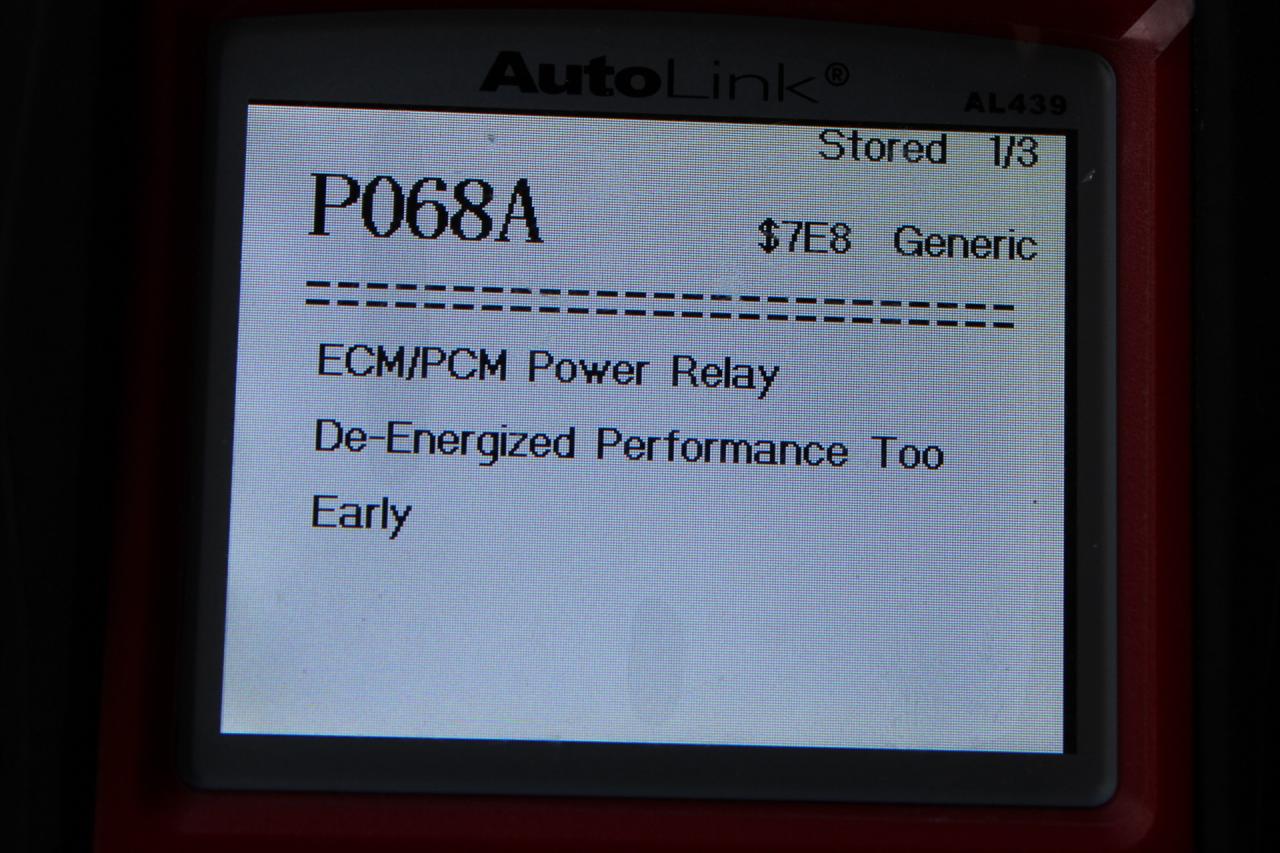 AutoLink®
AL439
Stored 1/3
P068A
$7E8 Generic
ECM/PCM Power Relay
De-Energized Performance Too
Early